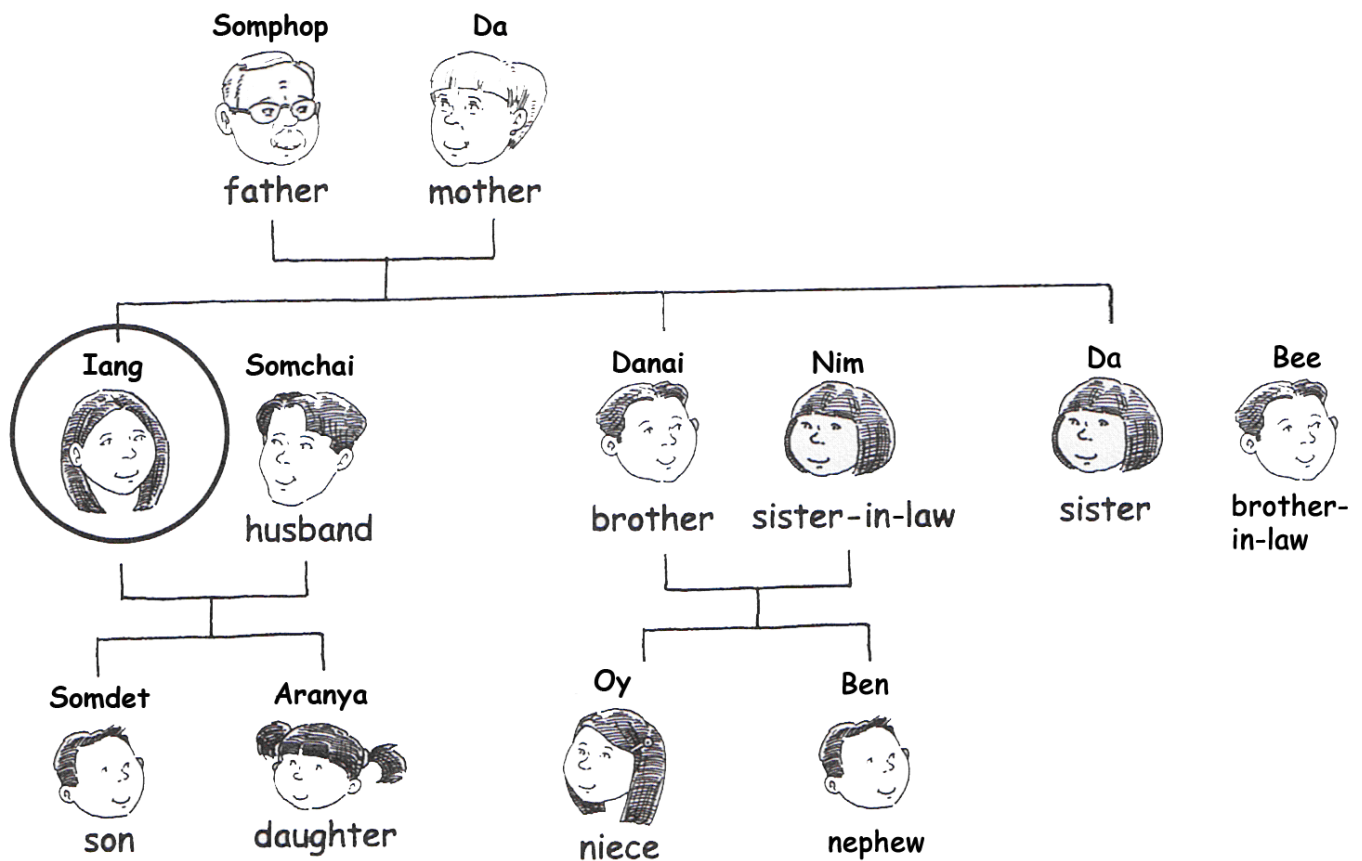 Somphop Da
father mother
Iang Somchai Danai Nim Da Bee
husband brother sister-in-law sister brother-
in-law
Somdet Aranya Oy Ben
son daughter niece nephew